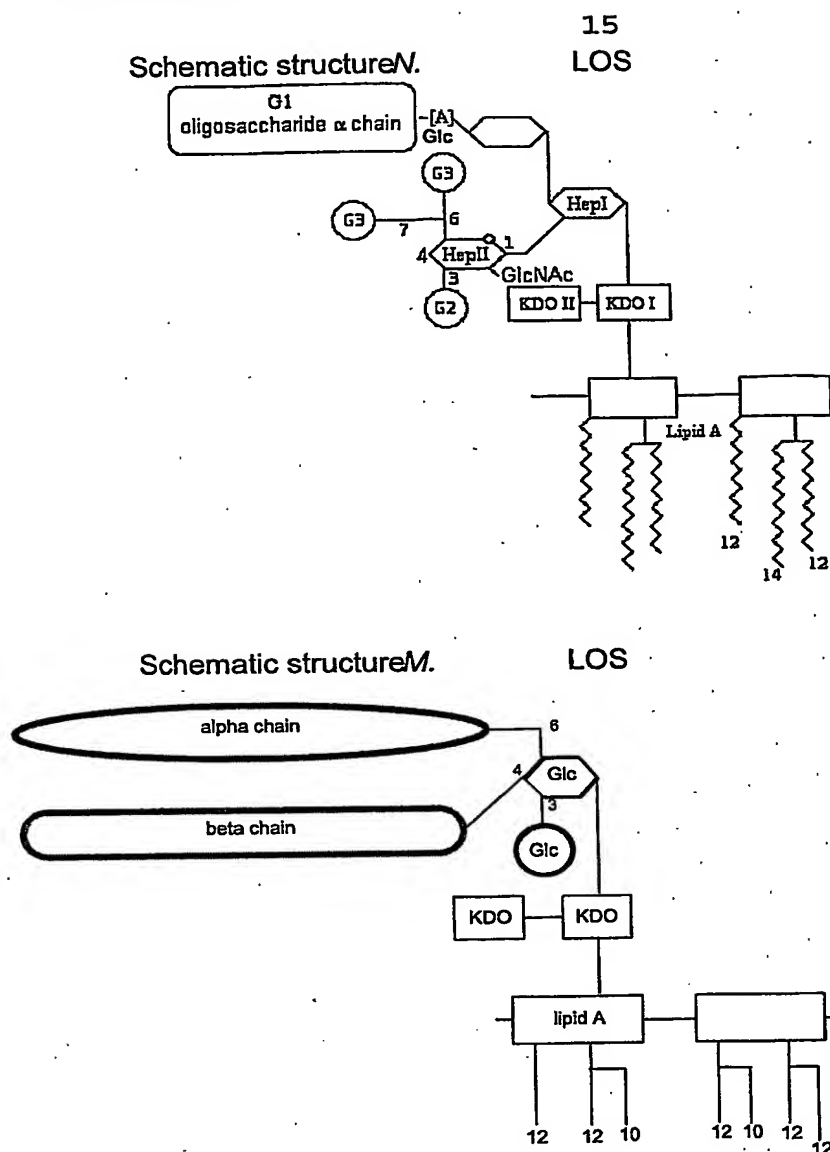 15
Schematic structureN. LOS
G1
oligosaccharide α chain
-[A]
Glc
G3
HepI
G3
7
6
4
HepII
1
GlcNAc
3
G2
KDO II
KDO I
Lipid A
12
14
12
Schematic structureM. LOS
alpha chain
6
4
Glc
3
beta chain
Glc
KDO
KDO
lipid A
12
12
10
12
10
12
12